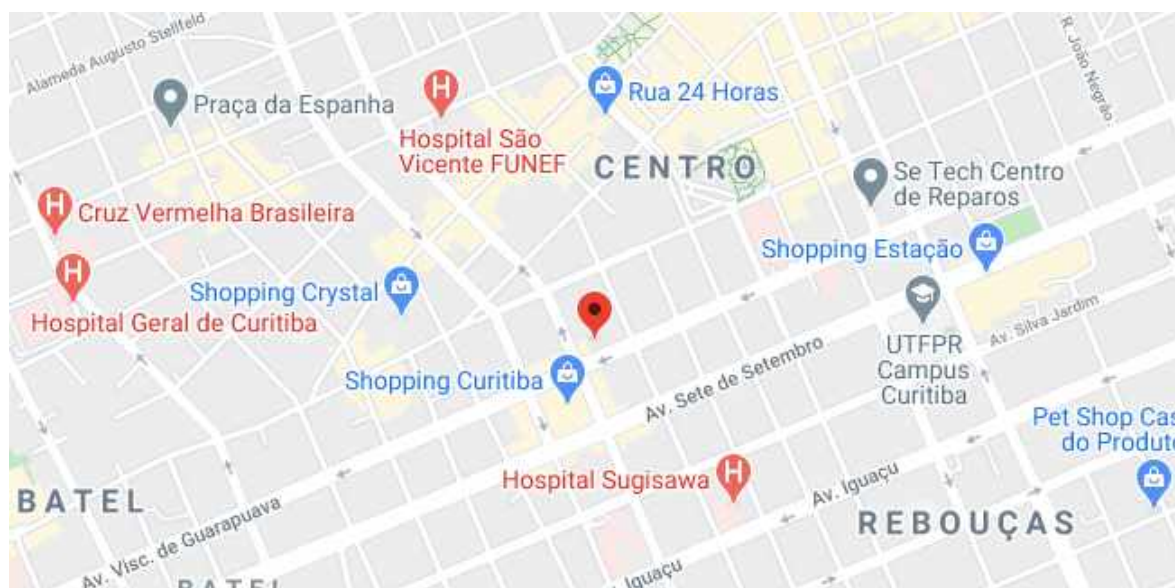 Alameda Augusto Stellfeld
R. João Negrão
Praça da Espanha
Rua 24 Horas
Hospital São
Vicente FUNEF
CENTRO
Se Tech Centro
de Reparos
Cruz Vermelha Brasileira
Shopping Estação
Shopping Crystal
Hospital Geral de Curitiba
Av. Silva Jardim
UTFPR
Campus
Curitiba
Shopping Curitiba
Av. Sete de Setembro
Pet Shop Cas
do Produto
Hospital Sugisawa
Av. Iguaçu
BATEL
REBOUÇAS
Av. Visc. de Guarapuava
BATEL
Iguaçu